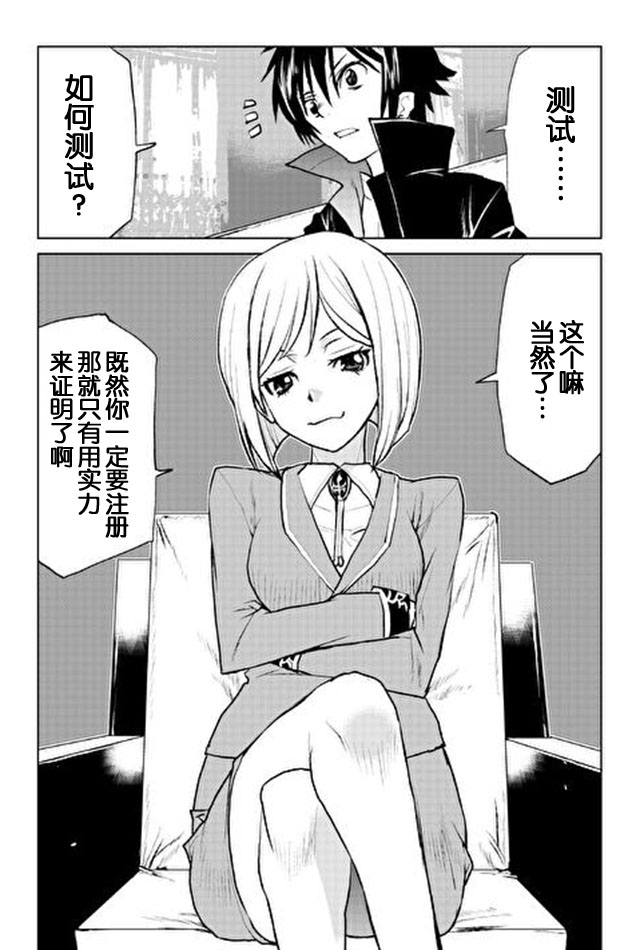 测试……
如何测试？
这个嘛
当然了…
既然你一定要注册
那就只有用实力
来证明了啊